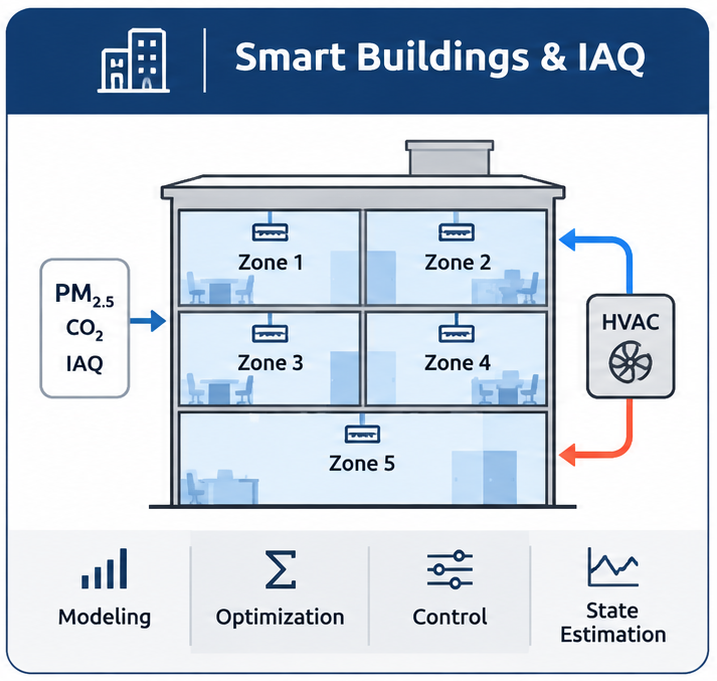 Smart Buildings & IAQ
Zone 1
Zone 2
PM2.5
CO2
IAQ
HVAC
Zone 3
Zone 4
Zone 5
Modeling
Optimization
Control
State
Estimation